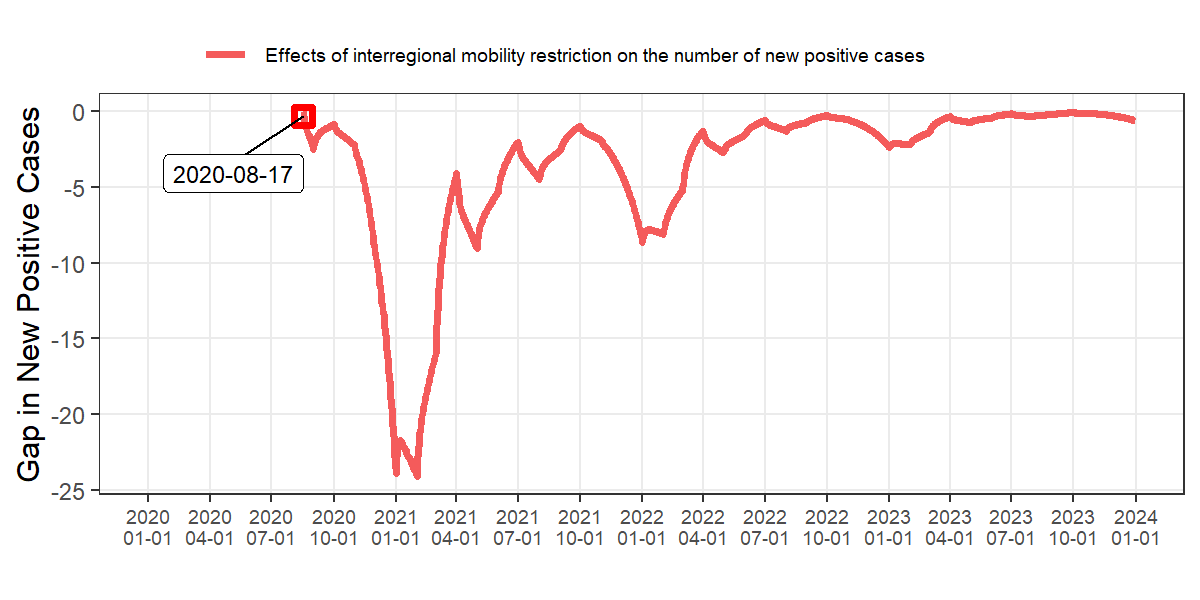 Effects of interregional mobility restriction on the number of new positive cases
Gap in New Positive Cases
0
-5
-10
-15
-20
-25
2020-08-17
2020 2020 2020 2020 2021 2021 2021 2021 2022 2022 2022 2022 2023 2023 2023 2023 2024
01-01 04-01 07-01 10-01 01-01 04-01 07-01 10-01 01-01 04-01 07-01 10-01 01-01 04-01 07-01 10-01 01-01